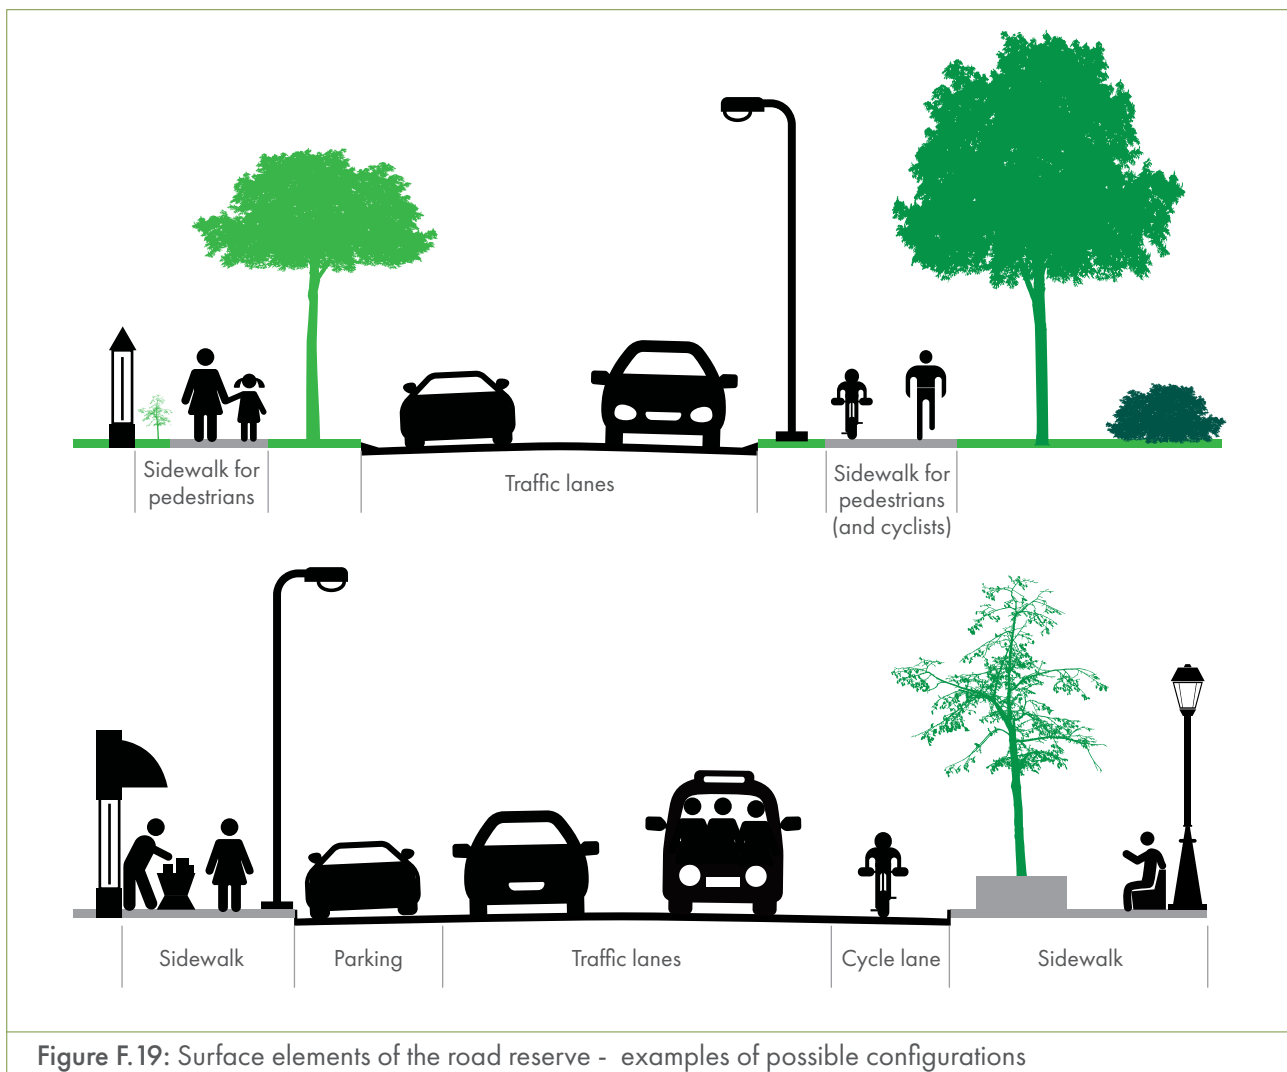 Sidewalk for
pedestrians
Traffic lanes
Sidewalk for
pedestrians
(and cyclists)
Sidewalk
Parking
Traffic lanes
Cycle lane
Sidewalk
Figure F.19: Surface elements of the road reserve - examples of possible configurations